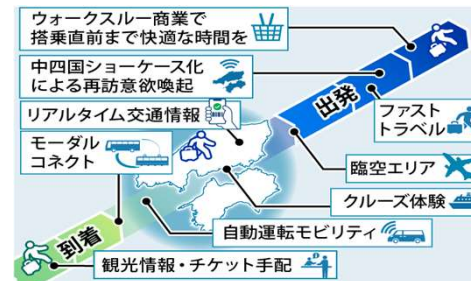 ウォークスルー商業で
搭乗直前まで快適な時間を
中四国ショーケース化
による再訪意欲喚起
リアルタイム交通情報
モーダル
コネクト
出発
ファスト
トラベル
臨空エリア
クルーズ体験
自動運転モビリティ
到着
観光情報・チケット手配